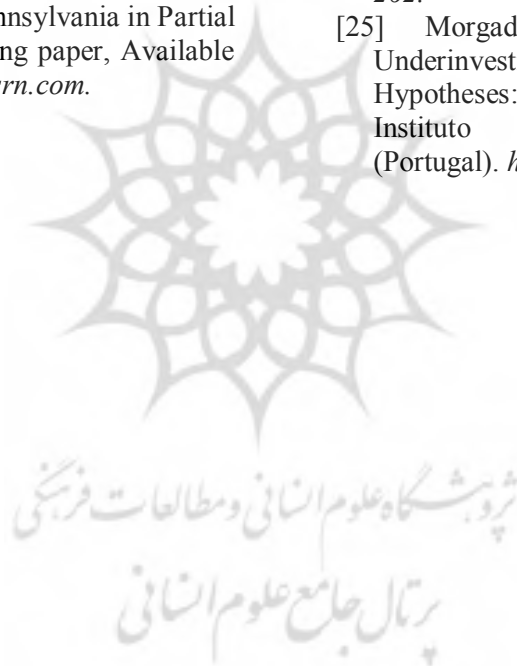 nnsylvania in Partial
ng paper, Available
rn.com.
[25] Morgad
Underinvest
Hypotheses:
Instituto
(Portugal). h
پژوهشگاه علوم انسانی و مطالعات فرهنگی
پرتال جامع علوم انسانی